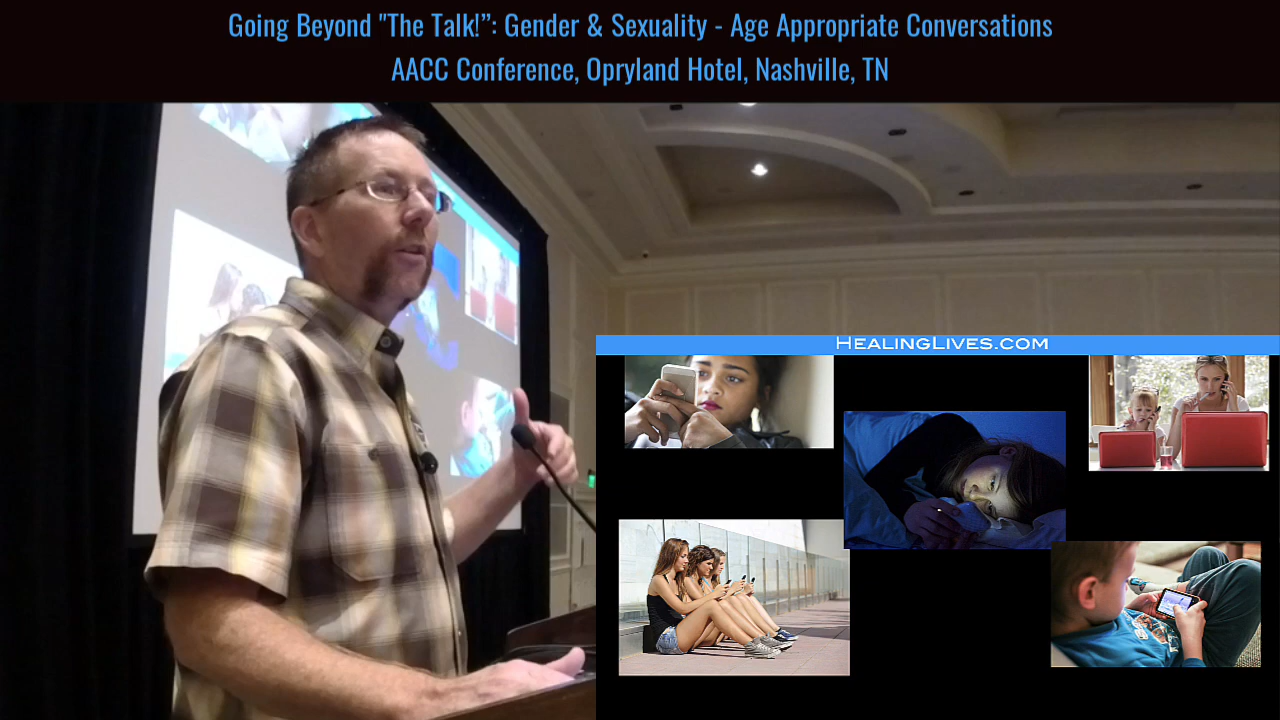 Going Beyond "The Talk!”: Gender & Sexuality - Age Appropriate Conversations
AACC Conference, Opryland Hotel, Nashville, TN
HealingLives.com